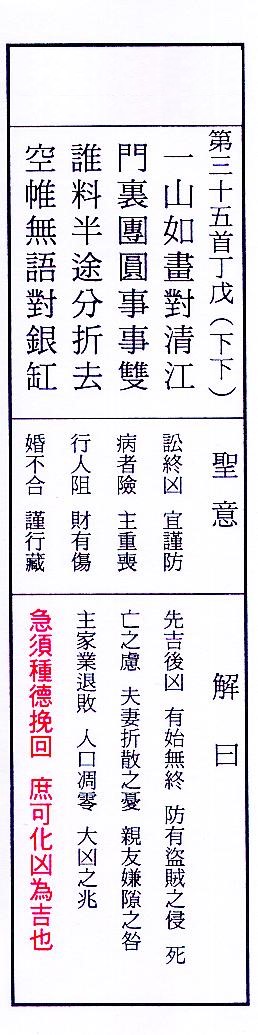 第三十五首丁戊（下下）
一山如畫對清江
門裏團圓事事雙
誰料半途分折去
空帷無語對銀缸
聖意
訟終凶 宜謹防
病者險 主重喪
行人阻 財有傷
婚不合 謹行藏
解曰
先吉後凶 有始無終 防有盜賊之侵 死
亡之慮 夫妻折散之憂 親友嫌隙之咎
主家業退敗 人口凋零 大凶之兆
急須種德挽回 庶可化凶為吉也